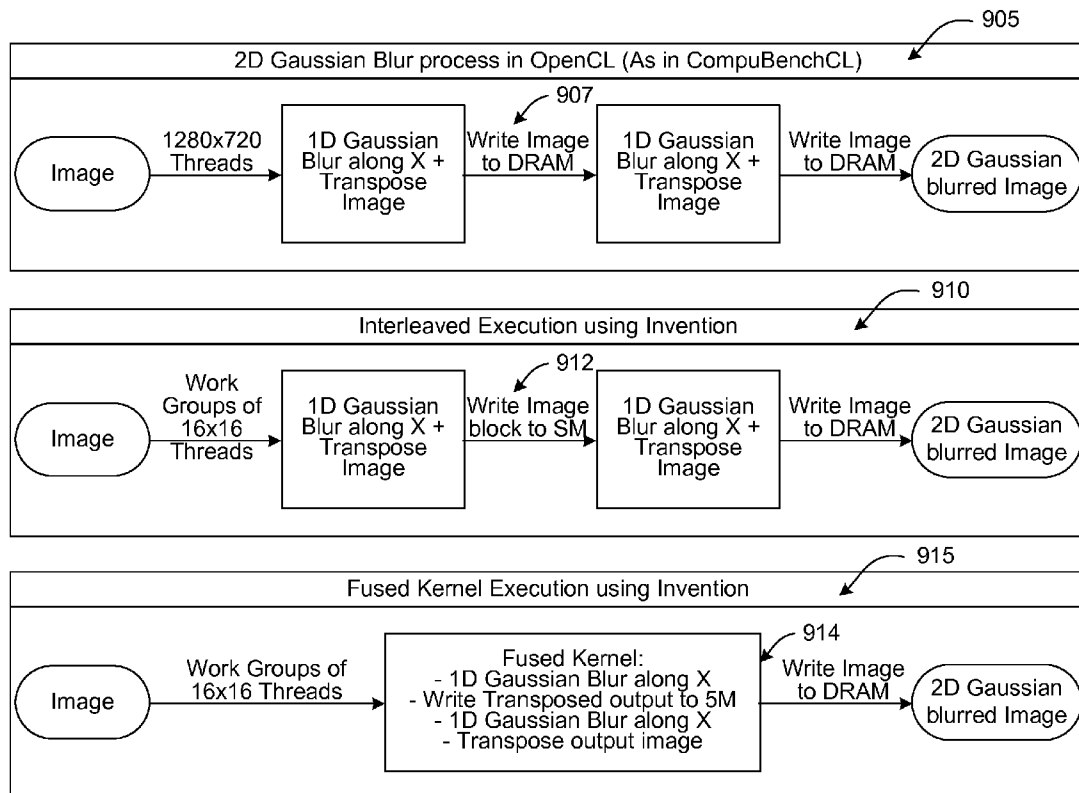 905
2D Gaussian Blur process in OpenCL (As in CompuBenchCL)
Image
1280x720
Threads
1D Gaussian
Blur along X +
Transpose
Image
907
Write Image
to DRAM
1D Gaussian
Blur along X +
Transpose
Image
Write Image
to DRAM
2D Gaussian
blurred Image
910
Interleaved Execution using Invention
Image
Work
Groups of
16x16
Threads
1D Gaussian
Blur along X +
Transpose
Image
912
Write Image
block to SM
1D Gaussian
Blur along X +
Transpose
Image
Write Image
to DRAM
2D Gaussian
blurred Image
915
Fused Kernel Execution using Invention
Image
Work Groups of
16x16 Threads
Fused Kernel:
- 1D Gaussian Blur along X
- Write Transposed output to 5M
- 1D Gaussian Blur along X
- Transpose output image
914
Write Image
to DRAM
2D Gaussian
blurred Image